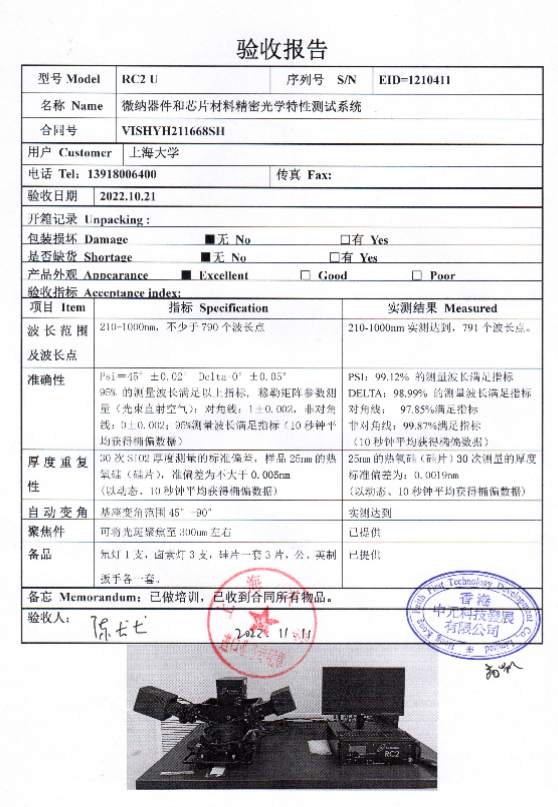 验收报告
型号 Model RC2 U 序列号 S/N EID=1210411
名称 Name 微纳器件和芯片材料精密光学特性测试系统
合同号 VISHYH211668SH
用户 Customer 上海大学
电话 Tel: 13918006400 传真 Fax:
验收日期 2022.10.21
开箱记录 Unpacking:
包装损坏 Damage ■无 No □有 Yes
是否缺货 Shortage ■无 No □有 Yes
产品外观 Appearance ■ Excellent □ Good □ Poor
验收指标 Acceptance index:
项目 Item 指标 Specification 实测结果 Measured
波长范围及波长点 210-1000nm，不少于790个波长点 210-1000nm 实测达到，791个波长点。
准确性 Psi=45°±0.02° Delta=0°±0.05° PSI: 99.12% 的测量波长满足指标
95% 的测量波长满足以上指标，穆勒矩阵参数测 DELTA: 98.99% 的测量波长满足指标
量（光束直射空气）：对角线：1±0.002，非对角 对角线： 97.85%满足指标
线：0±0.002；95%测量波长满足指标（10秒钟平 非对角线：99.87%满足指标
均获得椭偏数据） （10秒钟平均获得椭偏数据）
厚度重复性 30次SiO2厚度测量的标准偏差，样品25nm的热 25nm的热氧硅（硅片）30次测量的厚度
氧硅（硅片），准偏差为不大于0.005nm 标准偏差为：0.0019nm
（以动态、10秒钟平均获得椭偏数据） （以动态、10秒钟平均获得椭偏数据）
自动变角 基座变角范围45°-90° 实测达到
聚焦件 可将光斑聚焦至300um左右 已提供
备品 氘灯1支，卤素灯3支，硅片一套3片，公、英制 已提供
扳手各一套。
备忘 Memorandum: 已做培训，已收到合同所有物品。
验收人： 2022.11.11
香港
中元科技發展
有限公司
RC2